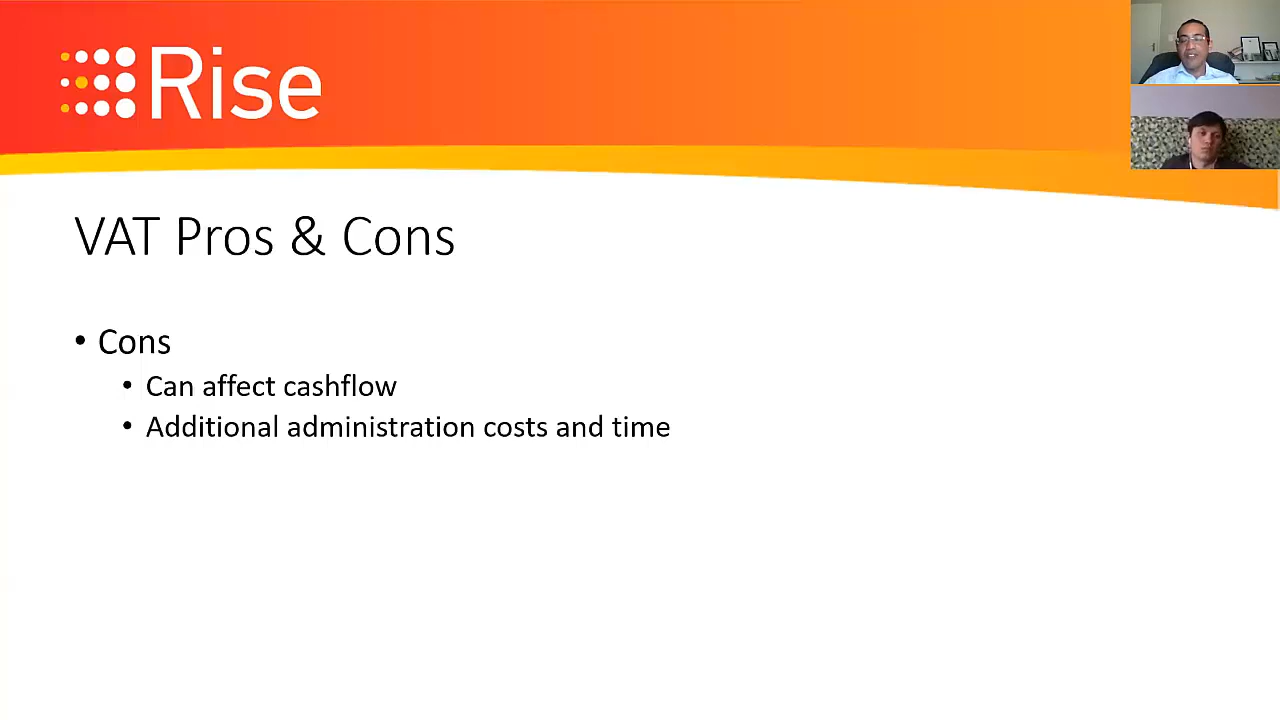 Rise
VAT Pros & Cons
• Cons
• Can affect cashflow
• Additional administration costs and time